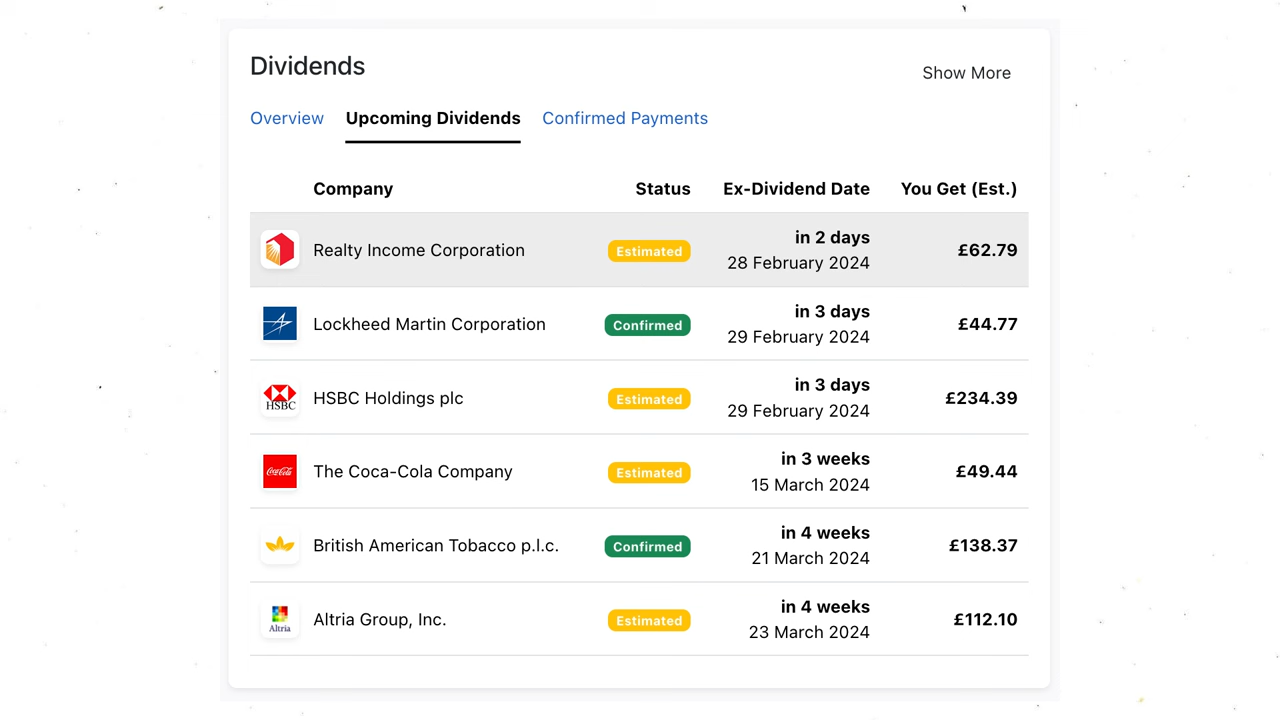 Dividends
Show More
Overview Upcoming Dividends Confirmed Payments
Company Status Ex-Dividend Date You Get (Est.)
Realty Income Corporation Estimated in 2 days 28 February 2024 £62.79
Lockheed Martin Corporation Confirmed in 3 days 29 February 2024 £44.77
HSBC HSBC Holdings plc Estimated in 3 days 29 February 2024 £234.39
Coca-Cola The Coca-Cola Company Estimated in 3 weeks 15 March 2024 £49.44
British American Tobacco p.l.c. Confirmed in 4 weeks 21 March 2024 £138.37
Altria Altria Group, Inc. Estimated in 4 weeks 23 March 2024 £112.10